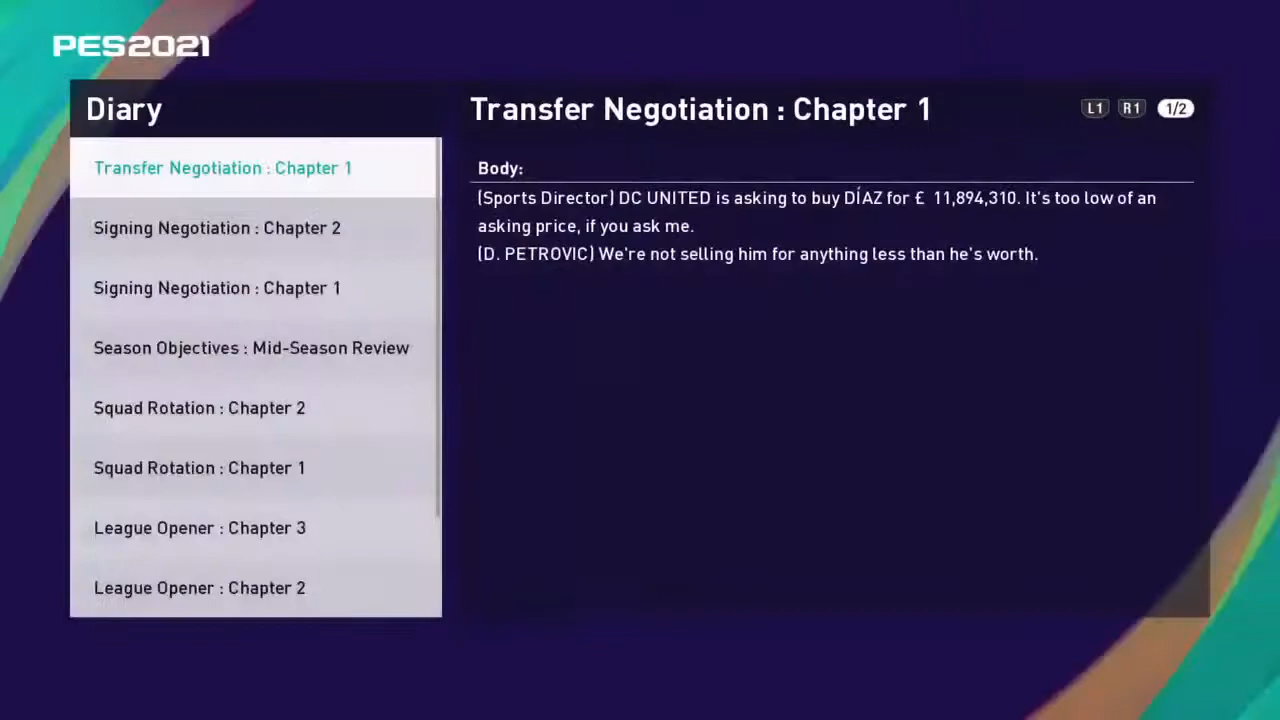 PES2021
Diary
Transfer Negotiation : Chapter 1
Signing Negotiation : Chapter 2
Signing Negotiation : Chapter 1
Season Objectives : Mid-Season Review
Squad Rotation : Chapter 2
Squad Rotation : Chapter 1
League Opener : Chapter 3
League Opener : Chapter 2
Transfer Negotiation : Chapter 1
L1 R1 1/2
Body:
(Sports Director) DC UNITED is asking to buy DÍAZ for £ 11,894,310. It's too low of an
asking price, if you ask me.
(D. PETROVIC) We're not selling him for anything less than he's worth.